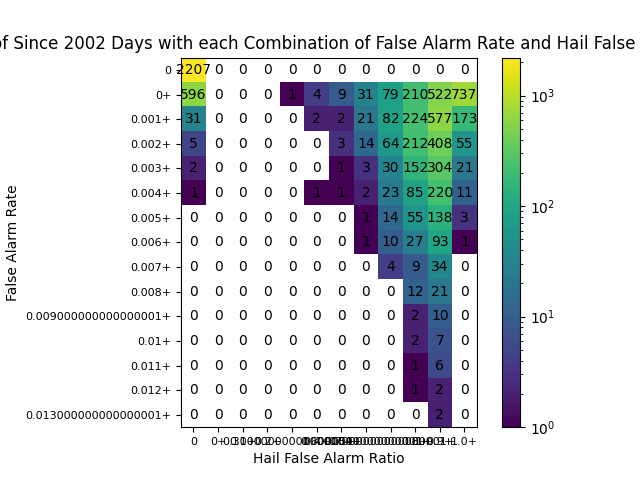 of Since 2002 Days with each Combination of False Alarm Rate and Hail False
0 2207 0 0 0 0 0 0 0 0 0 0 0
0+ 596 0 0 0 1 4 9 31 79 210 522 737
0.001+ 31 0 0 0 0 2 2 21 82 224 577 173
0.002+ 5 0 0 0 0 0 3 14 64 212 408 55
0.003+ 2 0 0 0 0 0 1 3 30 152 304 21
0.004+ 1 0 0 0 0 1 1 2 23 85 220 11
0.005+ 0 0 0 0 0 0 0 1 14 55 138 3
0.006+ 0 0 0 0 0 0 0 1 10 27 93 1
0.007+ 0 0 0 0 0 0 0 0 4 9 34 0
0.008+ 0 0 0 0 0 0 0 0 0 12 21 0
0.009000000000000001+ 0 0 0 0 0 0 0 0 0 2 10 0
0.01+ 0 0 0 0 0 0 0 0 0 2 7 0
0.011+ 0 0 0 0 0 0 0 0 0 1 6 0
0.012+ 0 0 0 0 0 0 0 0 0 1 2 0
0.013000000000000001+ 0 0 0 0 0 0 0 0 0 0 2 0
0 0+ 1.0+
Hail False Alarm Ratio
False Alarm Rate
10³
10²
10¹
10⁰